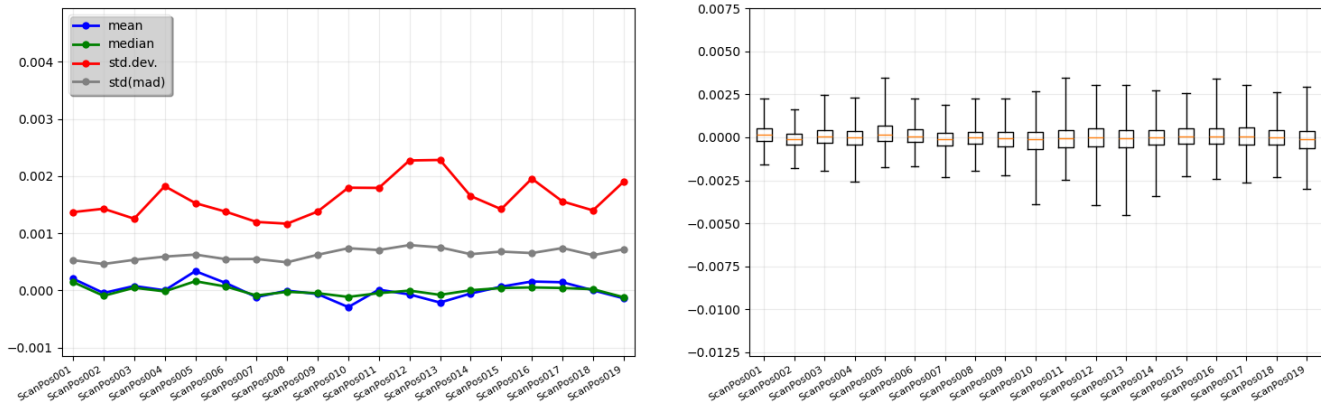 mean
median
std.dev.
std(mad)
0.004
0.003
0.002
0.001
0.000
−0.001
ScanPos001
ScanPos002
ScanPos003
ScanPos004
ScanPos005
ScanPos006
ScanPos007
ScanPos008
ScanPos009
ScanPos010
ScanPos011
ScanPos012
ScanPos013
ScanPos014
ScanPos015
ScanPos016
ScanPos017
ScanPos018
ScanPos019
0.0075
0.0050
0.0025
0.0000
−0.0025
−0.0050
−0.0075
−0.0100
−0.0125
ScanPos001
ScanPos002
ScanPos003
ScanPos004
ScanPos005
ScanPos006
ScanPos007
ScanPos008
ScanPos009
ScanPos010
ScanPos011
ScanPos012
ScanPos013
ScanPos014
ScanPos015
ScanPos016
ScanPos017
ScanPos018
ScanPos019